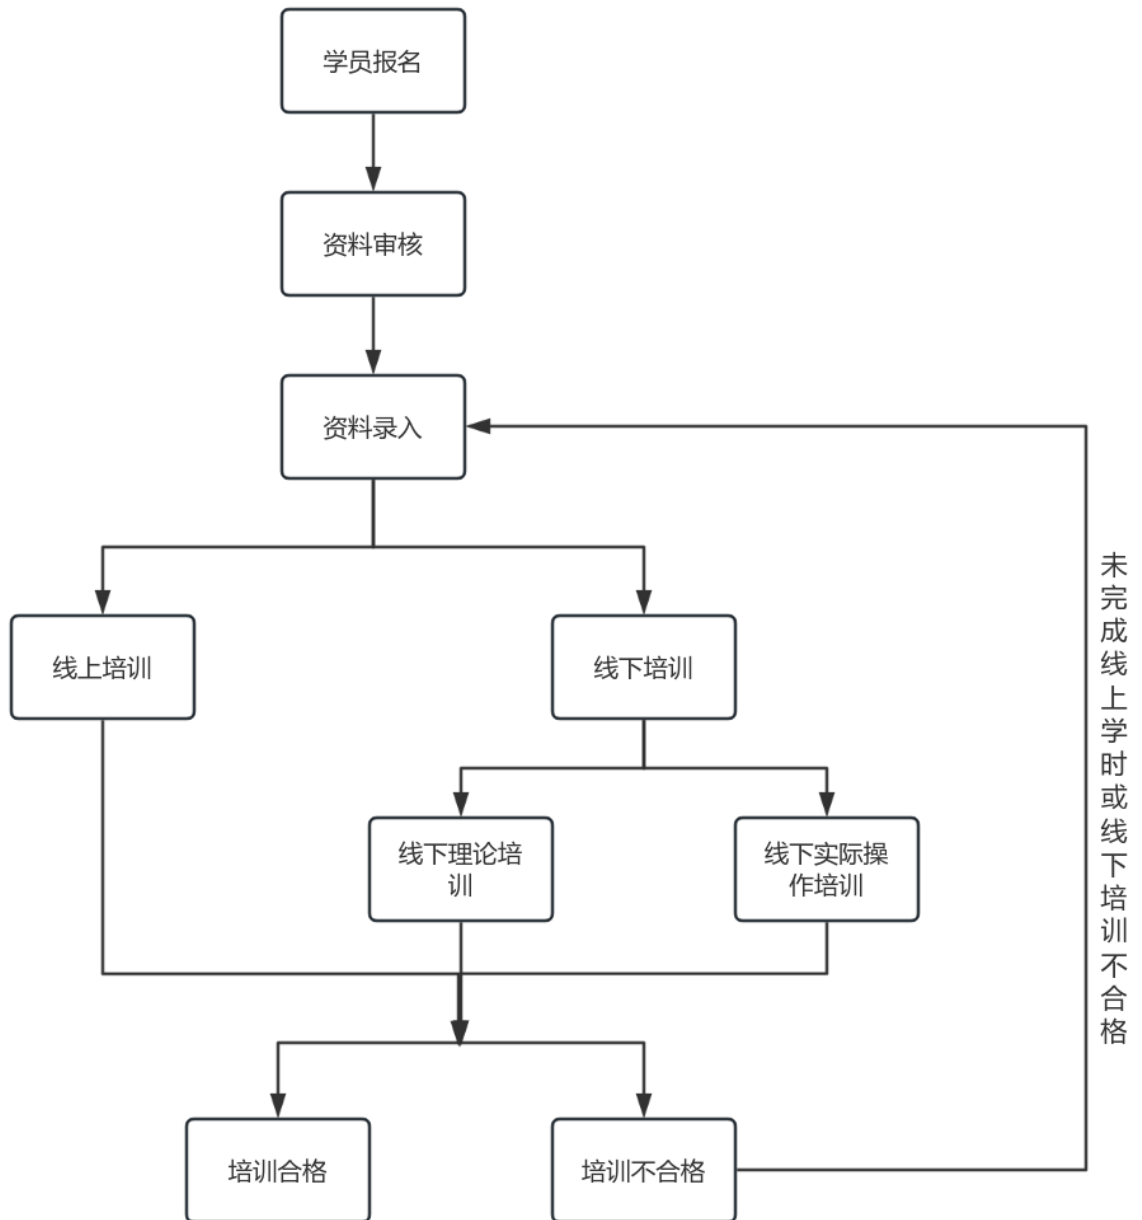 学员报名
资料审核
资料录入
线上培训
线下培训
线下理论培
训
线下实际操
作培训
培训合格
培训不合格
未完成线上学时或线下培训不合格